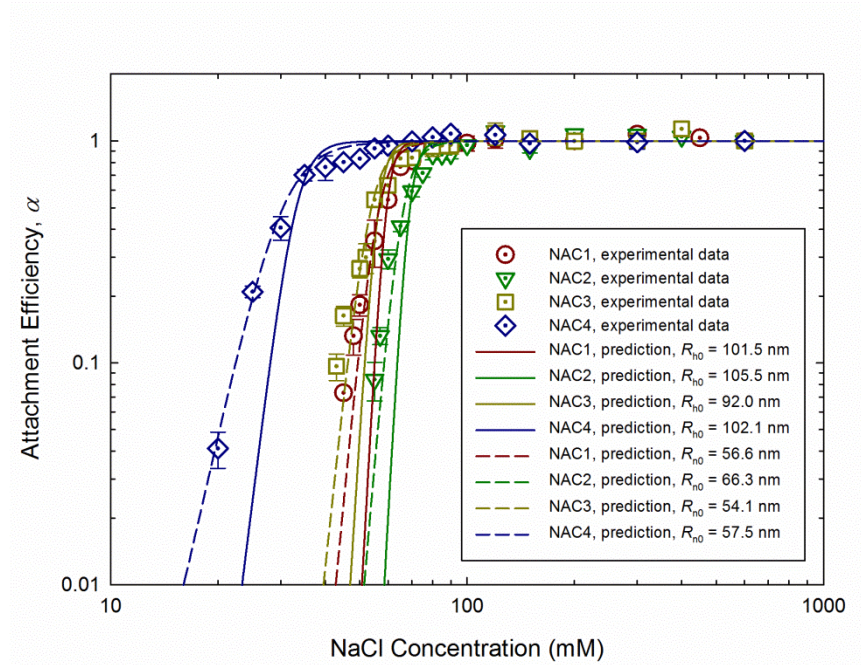 1
0.1
0.01
Attachment Efficiency, α
10
100
1000
NaCl Concentration (mM)
NAC1, experimental data
NAC2, experimental data
NAC3, experimental data
NAC4, experimental data
NAC1, prediction, Rh0 = 101.5 nm
NAC2, prediction, Rh0 = 105.5 nm
NAC3, prediction, Rh0 = 92.0 nm
NAC4, prediction, Rh0 = 102.1 nm
NAC1, prediction, Rn0 = 56.6 nm
NAC2, prediction, Rn0 = 66.3 nm
NAC3, prediction, Rn0 = 54.1 nm
NAC4, prediction, Rn0 = 57.5 nm